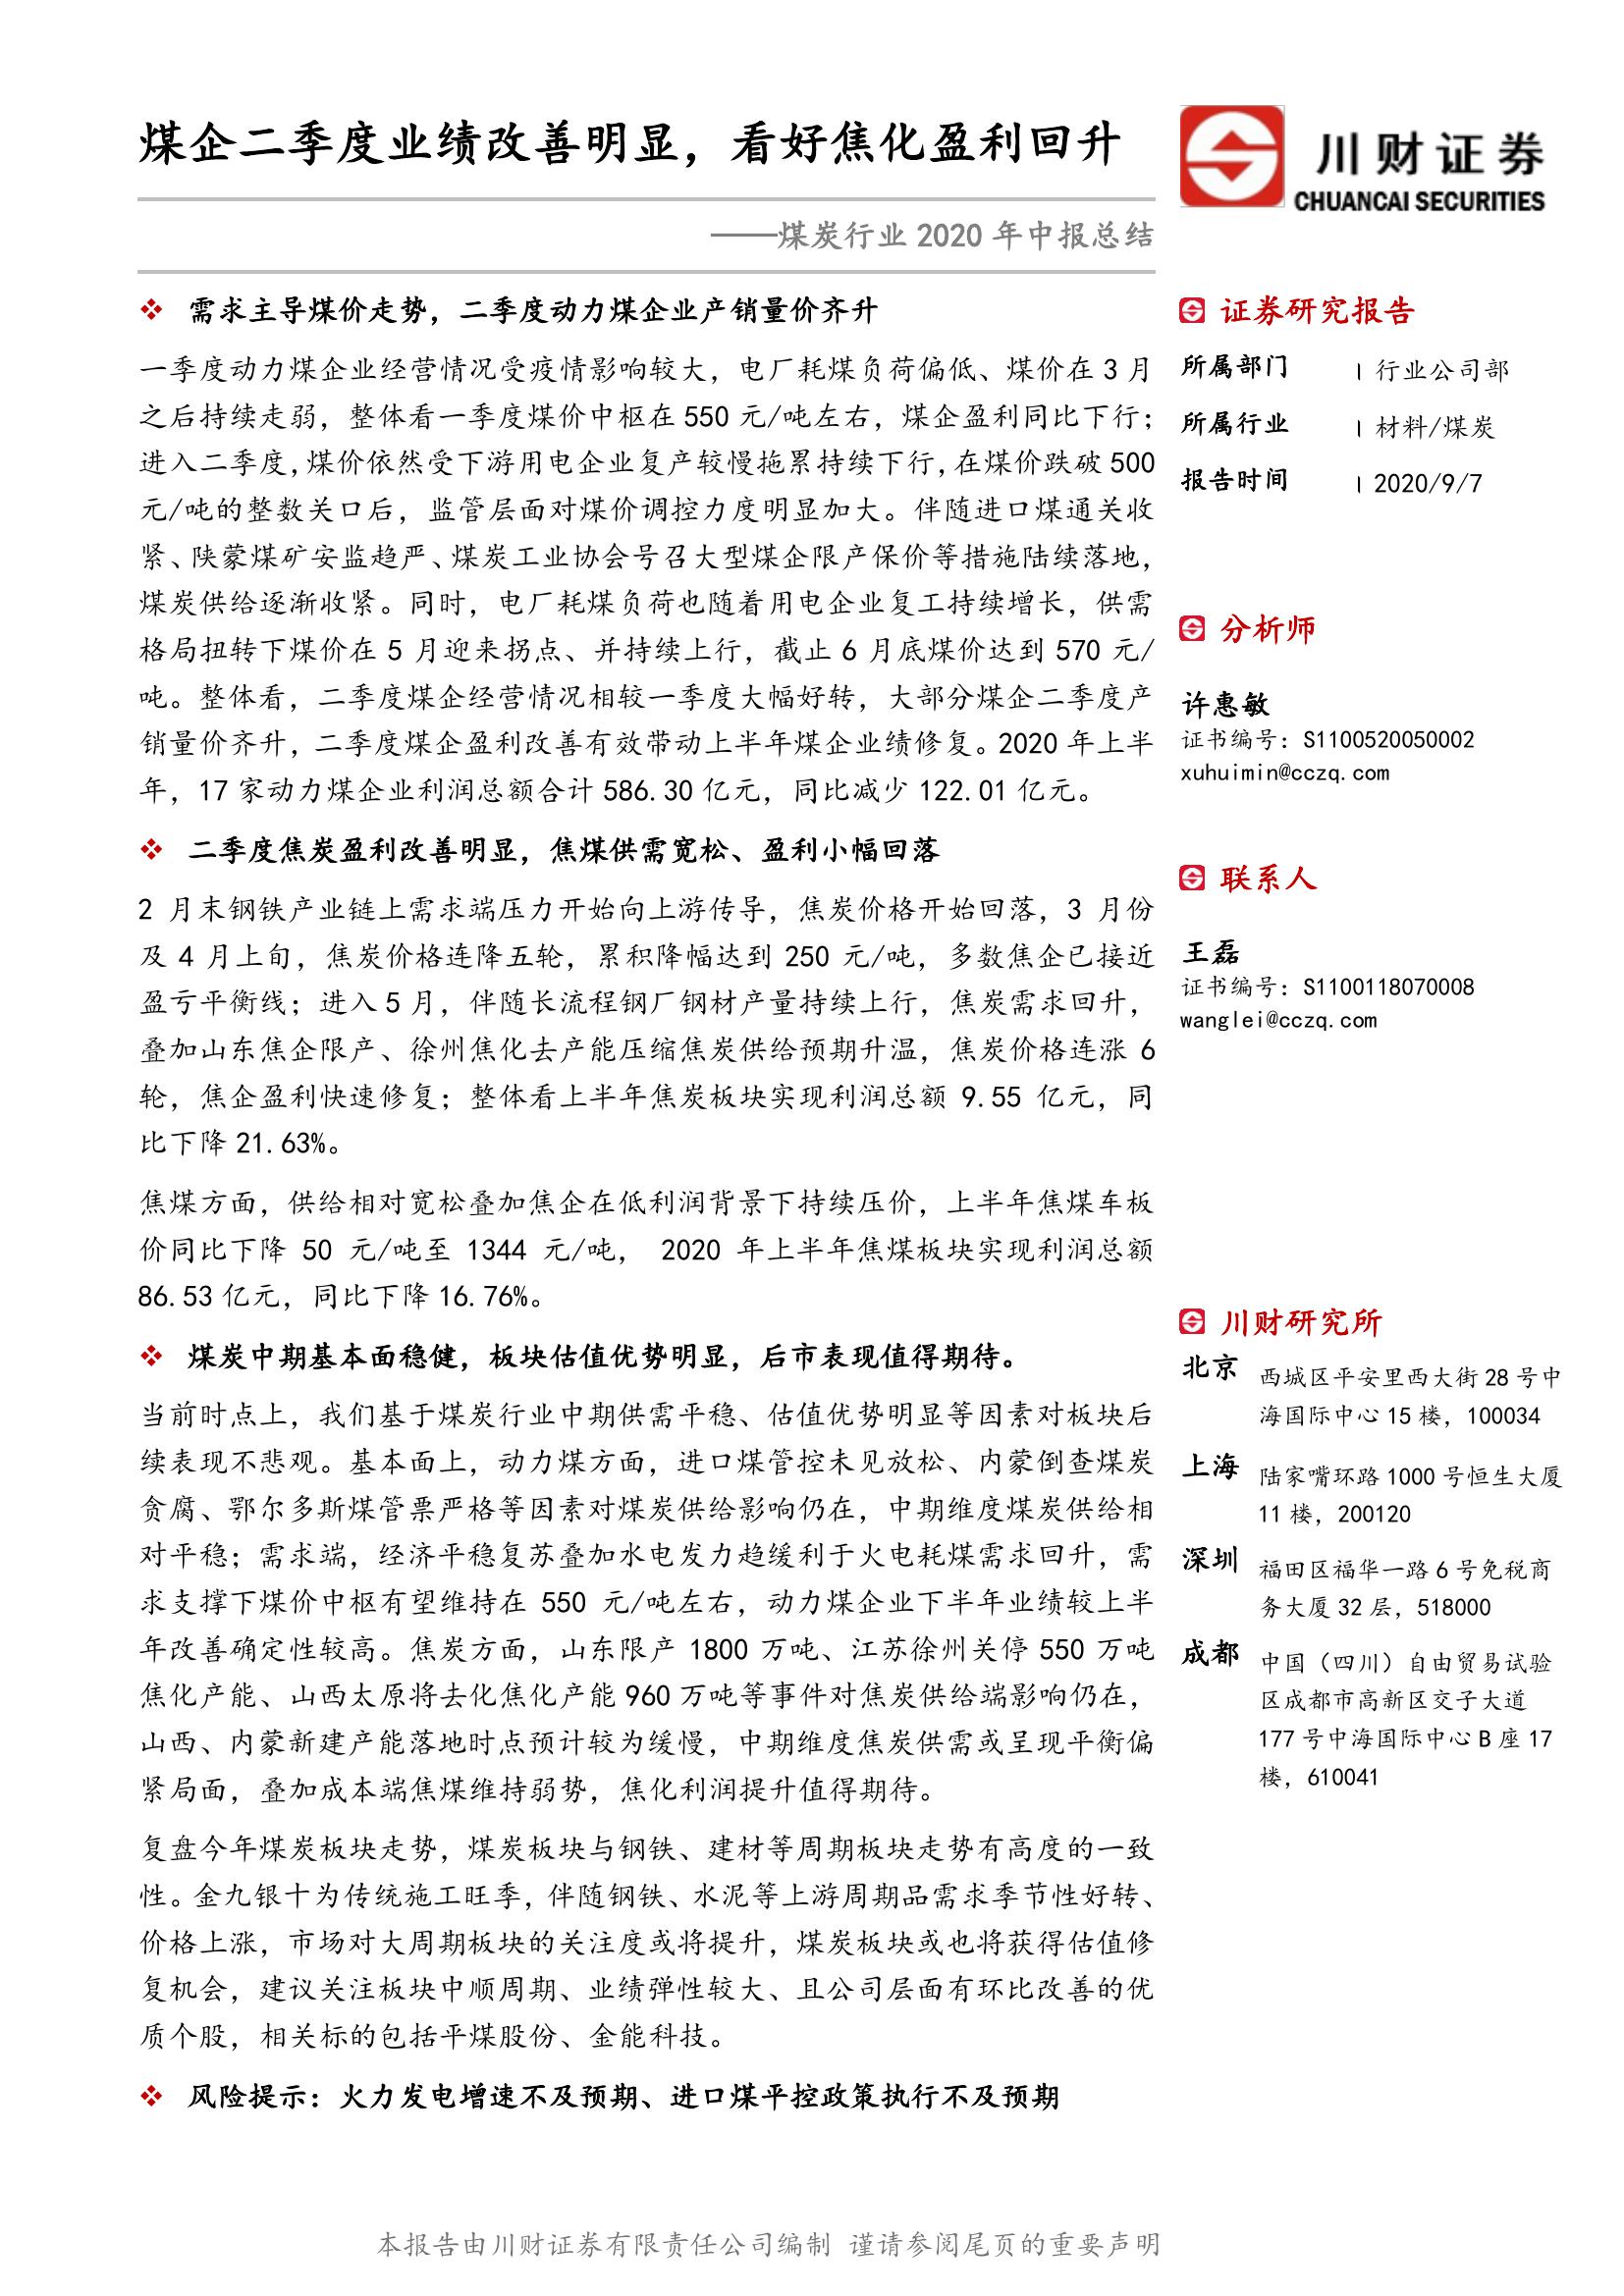 煤企二季度业绩改善明显，看好焦化盈利回升
——煤炭行业 2020 年中报总结
川财证券
CHUANCAI SECURITIES
❖ 需求主导煤价走势，二季度动力煤企业产销量价齐升
一季度动力煤企业经营情况受疫情影响较大，电厂耗煤负荷偏低、煤价在 3 月
之后持续走弱，整体看一季度煤价中枢在 550 元/吨左右，煤企盈利同比下行；
进入二季度，煤价依然受下游用电企业复产较慢拖累持续下行，在煤价跌破 500
元/吨的整数关口后，监管层面对煤价调控力度明显加大。伴随进口煤通关收
紧、陕蒙煤矿安监趋严、煤炭工业协会号召大型煤企限产保价等措施陆续落地，
煤炭供给逐渐收紧。同时，电厂耗煤负荷也随着用电企业复工持续增长，供需
格局扭转下煤价在 5 月迎来拐点、并持续上行，截止 6 月底煤价达到 570 元/
吨。整体看，二季度煤企经营情况相较一季度大幅好转，大部分煤企二季度产
销量价齐升，二季度煤企盈利改善有效带动上半年煤企业绩修复。2020 年上半
年，17 家动力煤企业利润总额合计 586.30 亿元，同比减少 122.01 亿元。
❖ 二季度焦炭盈利改善明显，焦煤供需宽松、盈利小幅回落
2 月末钢铁产业链上需求端压力开始向上游传导，焦炭价格开始回落，3 月份
及 4 月上旬，焦炭价格连降五轮，累积降幅达到 250 元/吨，多数焦企已接近
盈亏平衡线；进入 5 月，伴随长流程钢厂钢材产量持续上行，焦炭需求回升，
叠加山东焦企限产、徐州焦化去产能压缩焦炭供给预期升温，焦炭价格连涨 6
轮，焦企盈利快速修复；整体看上半年焦炭板块实现利润总额 9.55 亿元，同
比下降 21.63%。
焦煤方面，供给相对宽松叠加焦企在低利润背景下持续压价，上半年焦煤车板
价同比下降 50 元/吨至 1344 元/吨， 2020 年上半年焦煤板块实现利润总额
86.53 亿元，同比下降 16.76%。
❖ 煤炭中期基本面稳健，板块估值优势明显，后市表现值得期待。
当前时点上，我们基于煤炭行业中期供需平稳、估值优势明显等因素对板块后
续表现不悲观。基本面上，动力煤方面，进口煤管控未见放松、内蒙倒查煤炭
贪腐、鄂尔多斯煤管票严格等因素对煤炭供给影响仍在，中期维度煤炭供给相
对平稳；需求端，经济平稳复苏叠加水电发力趋缓利于火电耗煤需求回升，需
求支撑下煤价中枢有望维持在 550 元/吨左右，动力煤企业下半年业绩较上半
年改善确定性较高。焦炭方面，山东限产 1800 万吨、江苏徐州关停 550 万吨
焦化产能、山西太原将去化焦化产能 960 万吨等事件对焦炭供给端影响仍在，
山西、内蒙新建产能落地时点预计较为缓慢，中期维度焦炭供需或呈现平衡偏
紧局面，叠加成本端焦煤维持弱势，焦化利润提升值得期待。
复盘今年煤炭板块走势，煤炭板块与钢铁、建材等周期板块走势有高度的一致
性。金九银十为传统施工旺季，伴随钢铁、水泥等上游周期品需求季节性好转、
价格上涨，市场对大周期板块的关注度或将提升，煤炭板块或也将获得估值修
复机会，建议关注板块中顺周期、业绩弹性较大、且公司层面有环比改善的优
质个股，相关标的包括平煤股份、金能科技。
❖ 风险提示：火力发电增速不及预期、进口煤平控政策执行不及预期
证券研究报告
所属部门 | 行业公司部
所属行业 | 材料/煤炭
报告时间 | 2020/9/7
分析师
许惠敏
证书编号：S1100520050002
xuhuimin@cczq.com
联系人
王磊
证书编号：S1100118070008
wanglei@cczq.com
川财研究所
北京 西城区平安里西大街 28 号中
海国际中心 15 楼，100034
上海 陆家嘴环路 1000 号恒生大厦
11 楼，200120
深圳 福田区福华一路 6 号免税商
务大厦 32 层，518000
成都 中国（四川）自由贸易试验
区成都市高新区交子大道
177 号中海国际中心 B 座 17
楼，610041
本报告由川财证券有限责任公司编制 谨请参阅尾页的重要声明